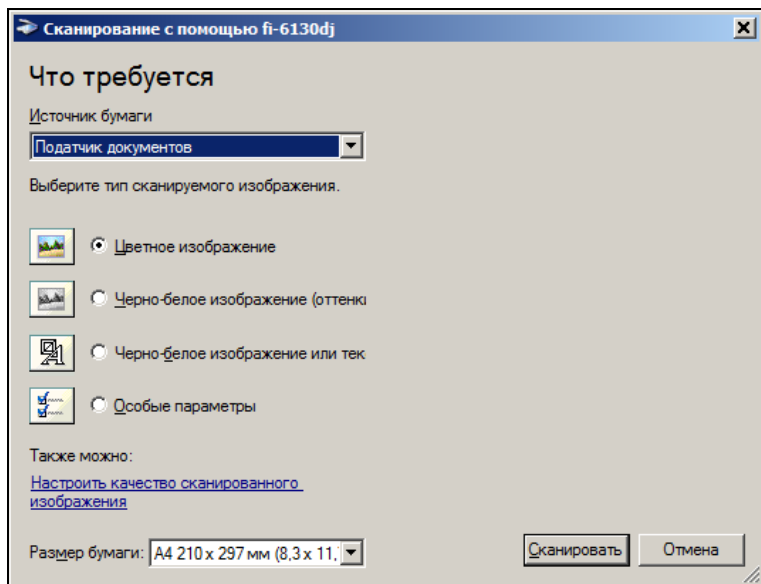 Сканирование с помощью fi-6130dj
Что требуется
Источник бумаги
Податчик документов
Выберите тип сканируемого изображения.
Цветное изображение
Черно-белое изображение (оттенки
Черно-белое изображение или тек
Особые параметры
Также можно:
Настроить качество сканированного
изображения
Размер бумаги: A4 210 x 297 мм (8,3 x 11,
Сканировать Отмена